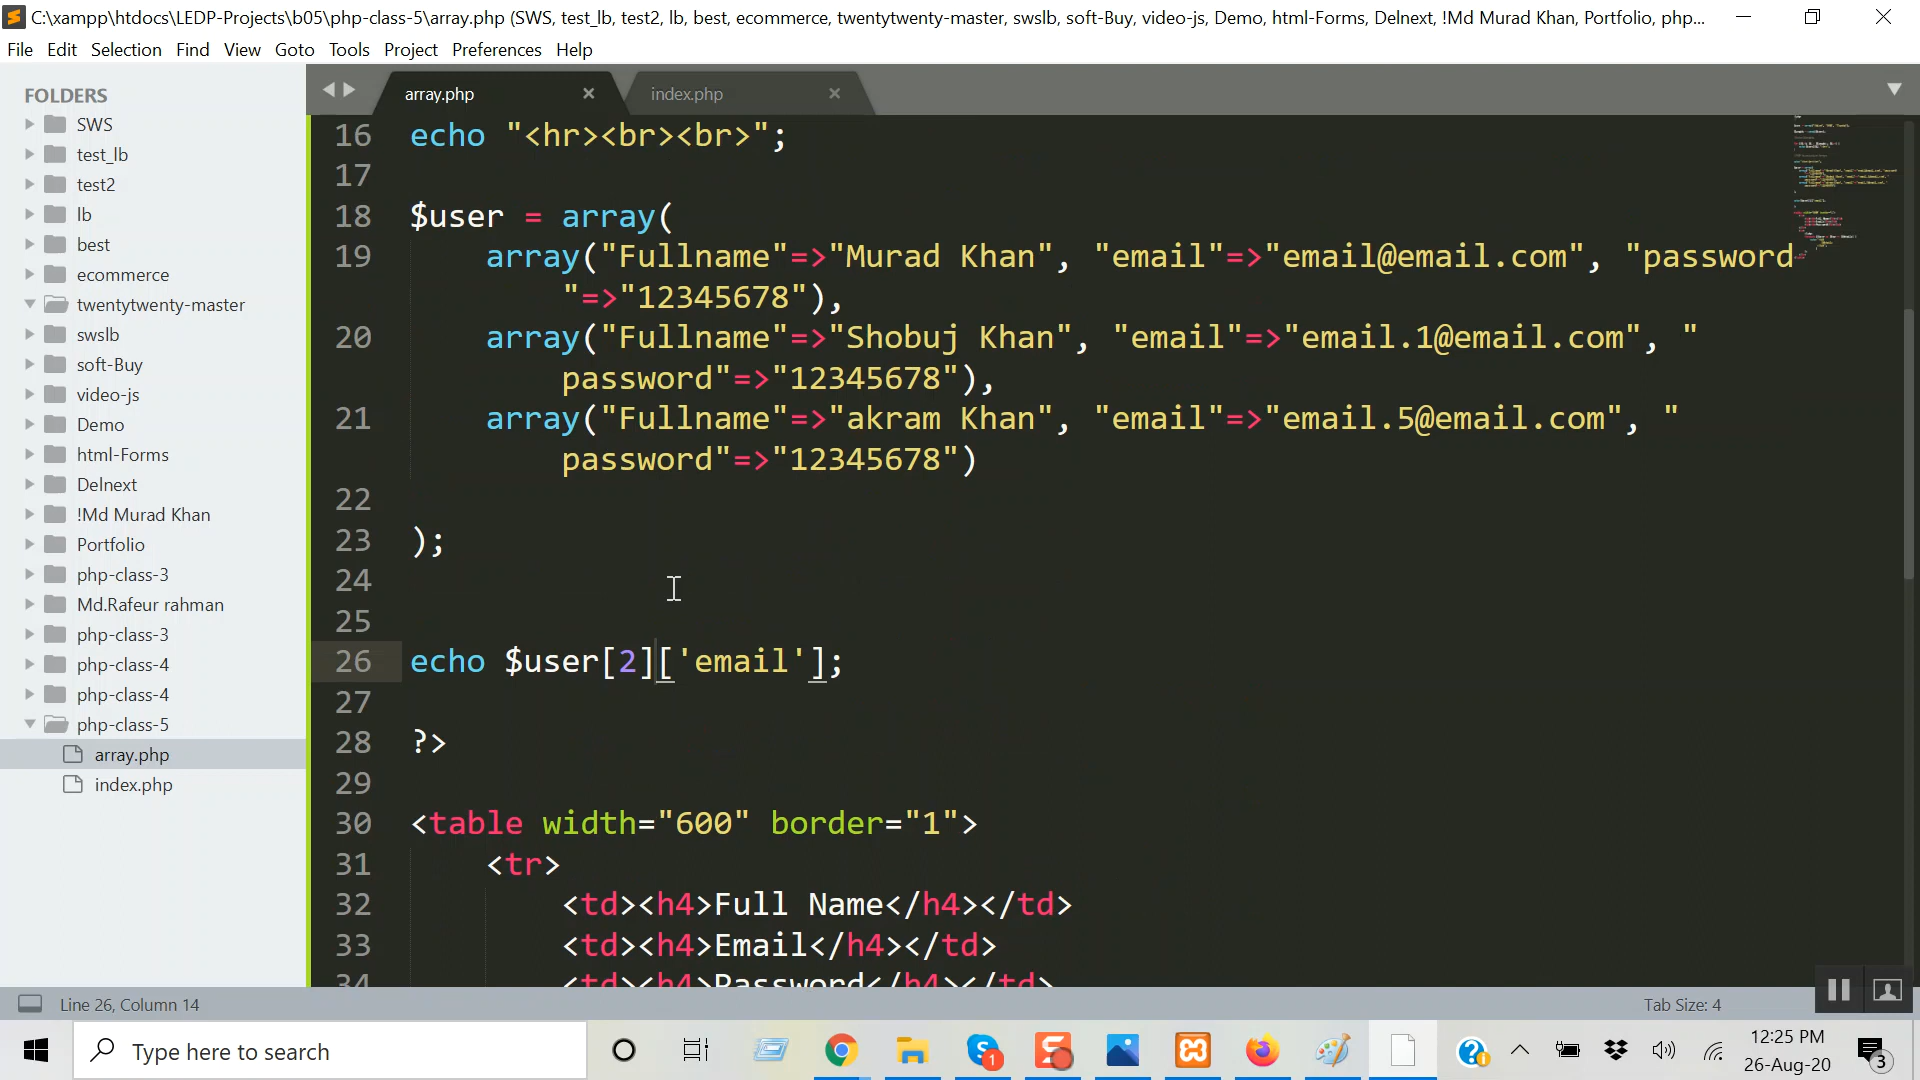 C:\xampp\htdocs\LEDP-Projects\b05\php-class-5\array.php (SWS, test_lb, test2, lb, best, ecommerce, twentytwenty-master, swslb, soft-Buy, video-js, Demo, html-Forms, Delnext, !Md Murad Khan, Portfolio, php...
File Edit Selection Find View Goto Tools Project Preferences Help
FOLDERS
SWS
test_lb
test2
lb
best
ecommerce
twentytwenty-master
swslb
soft-Buy
video-js
Demo
html-Forms
Delnext
!Md Murad Khan
Portfolio
php-class-3
Md.Rafeur rahman
php-class-3
php-class-4
php-class-4
php-class-5
array.php
index.php
array.php index.php
16 echo "<hr><br><br>";
17
18 $user = array(
19 array("Fullname"=>"Murad Khan", "email"=>"email@email.com", "password
"=>"12345678"),
20 array("Fullname"=>"Shobuj Khan", "email"=>"email.1@email.com", "
password"=>"12345678"),
21 array("Fullname"=>"akram Khan", "email"=>"email.5@email.com", "
password"=>"12345678")
22
23 );
24
25
26 echo $user[2]['email'];
27
28 ?>
29
30 <table width="600" border="1">
31 <tr>
32 <td><h4>Full Name</h4></td>
33 <td><h4>Email</h4></td>
34 <td><h4>Password</h4></td>
Line 26, Column 14
Tab Size: 4
Type here to search
1
12:25 PM
26-Aug-20
3